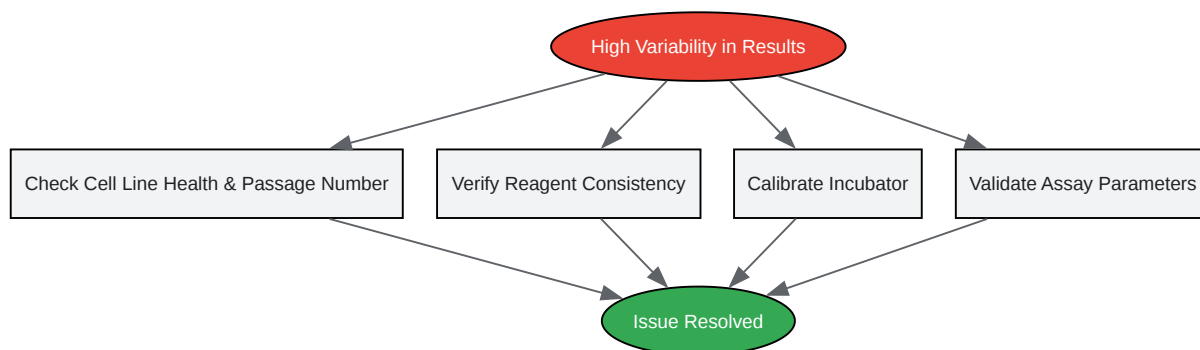 High Variability in Results
Check Cell Line Health & Passage Number
Verify Reagent Consistency
Calibrate Incubator
Validate Assay Parameters
Issue Resolved